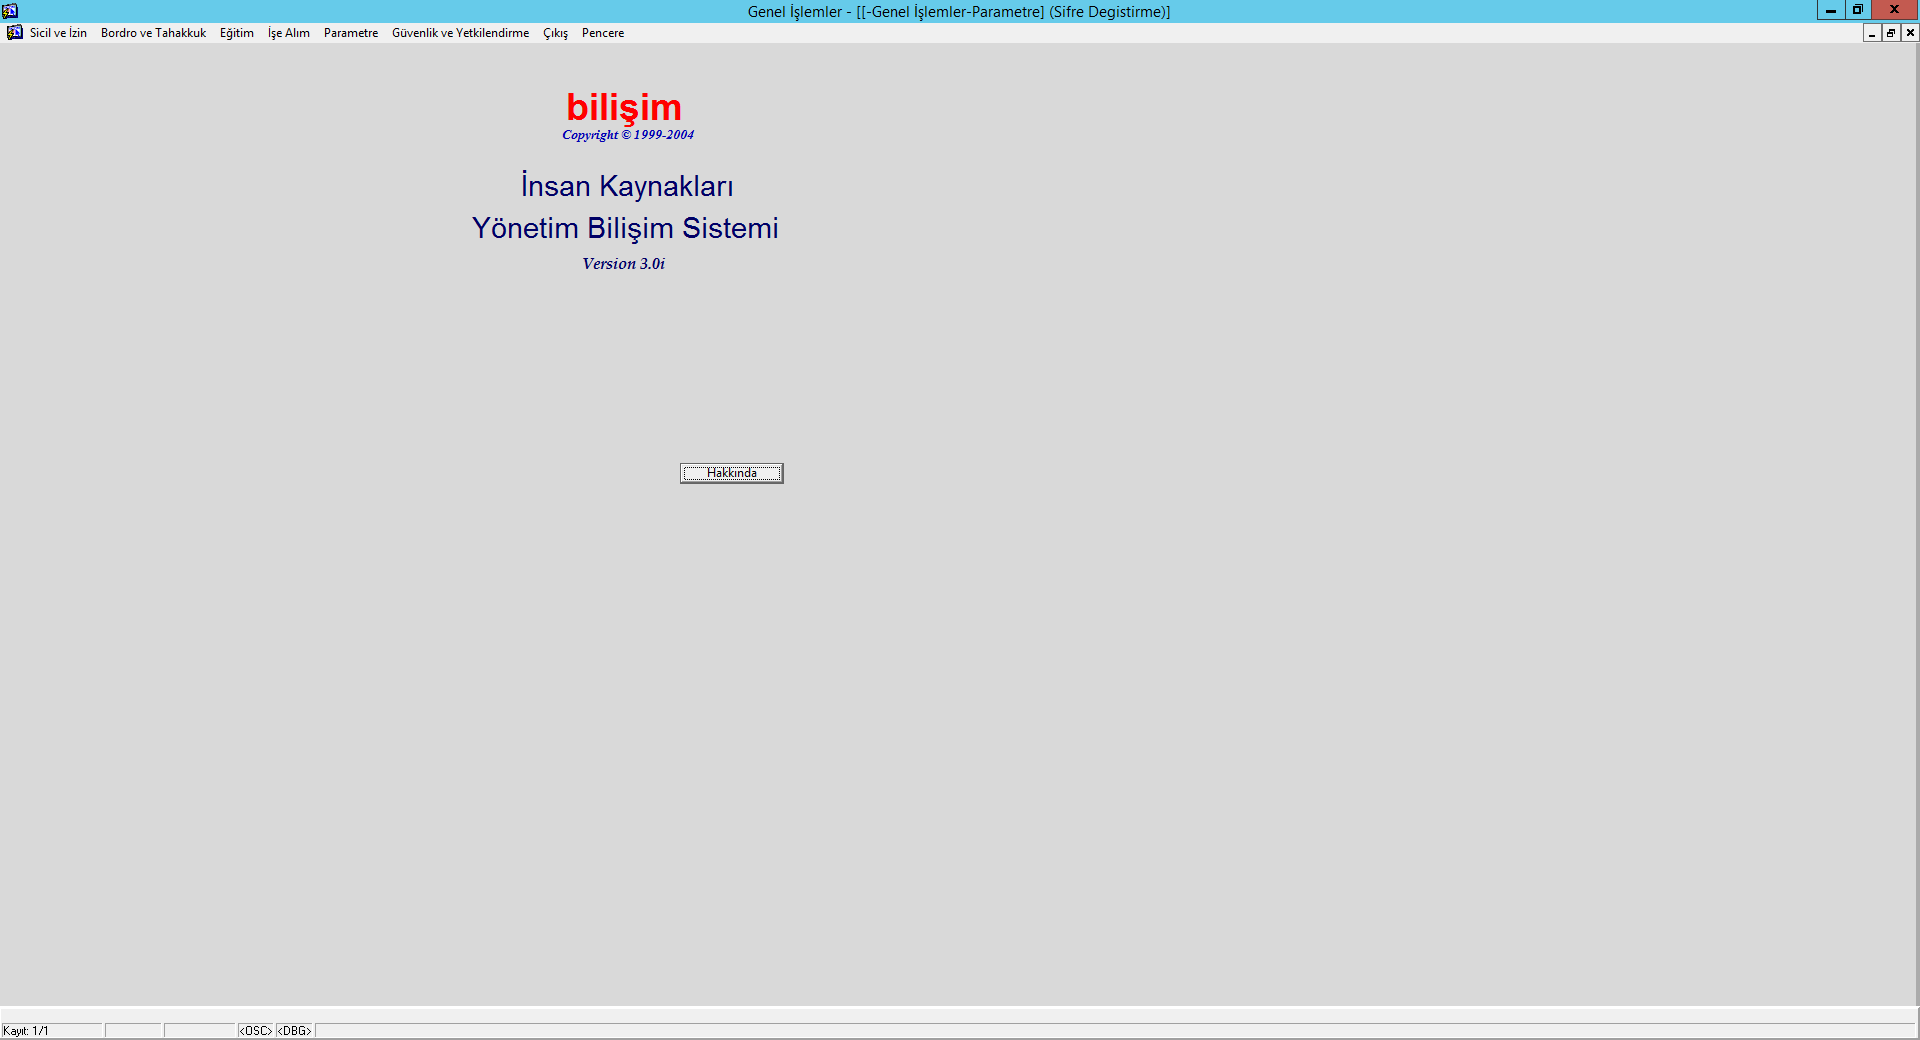 Genel İşlemler - [[-Genel İşlemler-Parametre] (Sifre Degistirme)]
Sicil ve İzin Bordro ve Tahakkuk Eğitim İşe Alım Parametre Güvenlik ve Yetkilendirme Çıkış Pencere
bilişim
Copyright © 1999-2004
İnsan Kaynakları
Yönetim Bilişim Sistemi
Version 3.0i
Hakkında
Kayıt: 1/1 <OSC> <DBG>